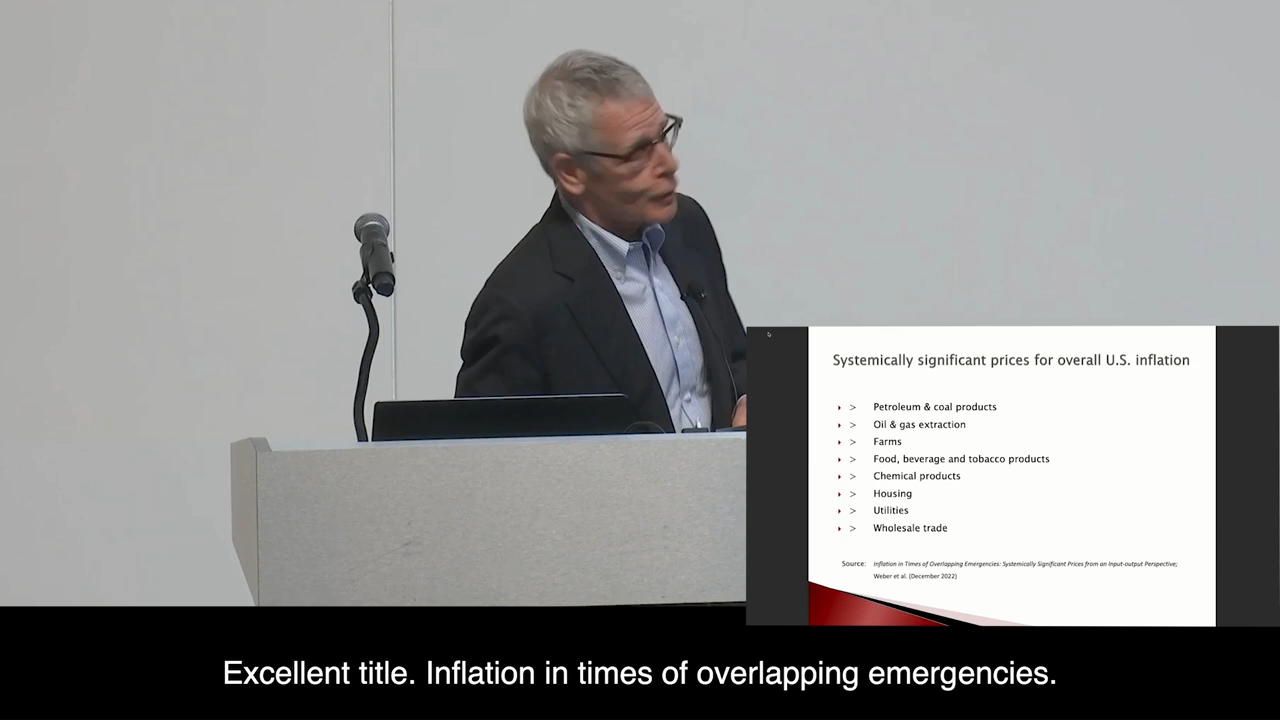 Systemically significant prices for overall U.S. inflation
> Petroleum & coal products
> Oil & gas extraction
> Farms
> Food, beverage and tobacco products
> Chemical products
> Housing
> Utilities
> Wholesale trade
Source: Inflation in Times of Overlapping Emergencies: Systemically Significant Prices from an Input-output Perspective;
Weber et al. (December 2022)
Excellent title. Inflation in times of overlapping emergencies.